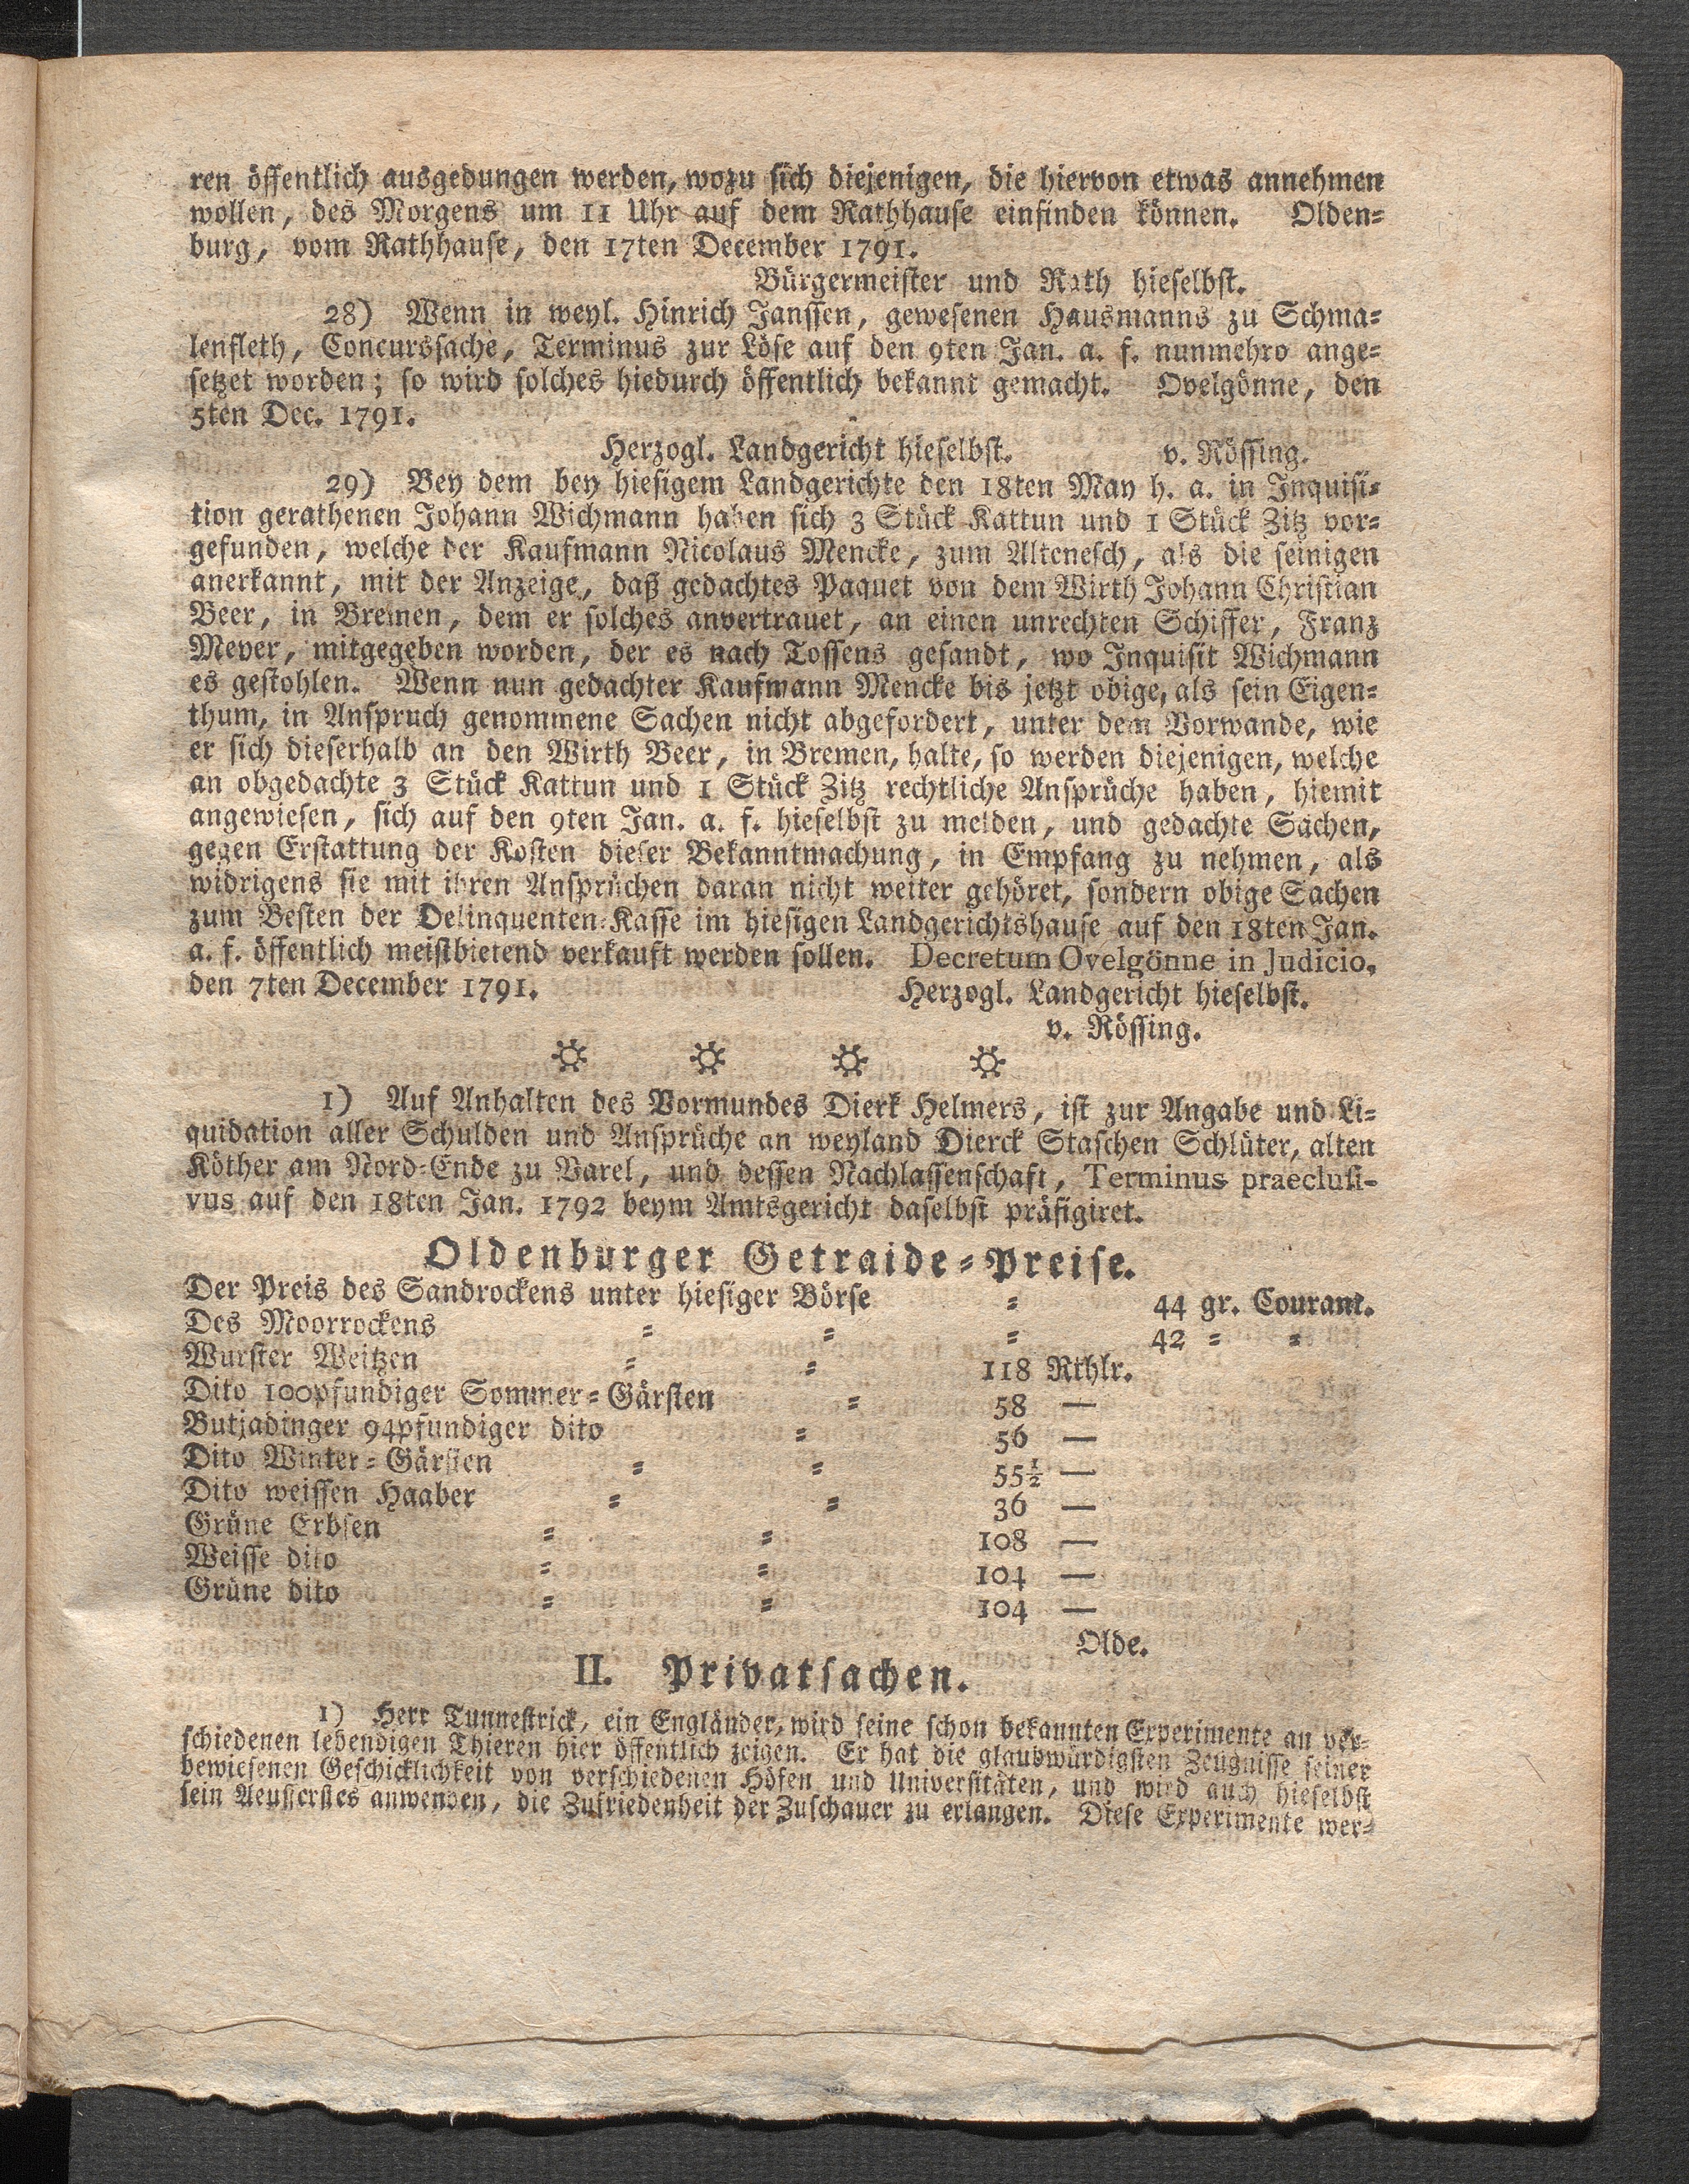 ren öffentlich ausgedungen werden, wozu sich diejenigen, die hiervon etwas annehmen
wollen, des Morgens um 11 Uhr auf dem Rathhause einfinden können. Olden=
burg, vom Rathhause, den 17ten December 1791.
Bürgermeister und Rath hieselbst.
28) Wenn in weyl. Hinrich Janssen, gewesenen Hausmanns zu Schma=
lenfleth, Concurssache, Terminus zur Löse auf den 9ten Jan. a. f. nunmehro ange=
setzet worden; so wird solches hiedurch öffentlich bekannt gemacht. Ovelgönne, den
5ten Dec. 1791.
Herzogl. Landgericht hieselbst. v. Rössing.
29) Bey dem bey hiesigem Landgerichte den 18ten May h. a. in Inquisi=
tion gerathenen Johann Wichmann haben sich 3 Stück Kattun und 1 Stück Zitz vor=
gefunden, welche der Kaufmann Nicolaus Mencke, zum Altenesch, als die seinigen
anerkannt, mit der Anzeige, daß gedachtes Paquet von dem Wirth Johann Christian
Beer, in Bremen, dem er solches anvertrauet, an einen unrechten Schiffer, Franz
Meyer, mitgegeben worden, der es nach Tossens gesandt, wo Inquisit Wichmann
es gestohlen. Wenn nun gedachter Kaufmann Mencke bis jetzt obige, als sein Eigen=
thum, in Anspruch genommene Sachen nicht abgefordert, unter dem Vorwande, wie
er sich dieserhalb an den Wirth Beer, in Bremen, halte, so werden diejenigen, welche
an obgedachte 3 Stück Kattun und 1 Stück Zitz rechtliche Ansprüche haben, hiemit
angewiesen, sich auf den 9ten Jan. a. f. hieselbst zu melden, und gedachte Sachen,
gegen Erstattung der Kosten dieser Bekanntmachung, in Empfang zu nehmen, als
widrigens sie mit ihren Ansprüchen daran nicht weiter gehöret, sondern obige Sachen
zum Besten der Delinquenten=Kasse im hiesigen Landgerichtshause auf den 18ten Jan.
a. f. öffentlich meistbietend verkauft werden sollen. Decretum Ovelgönne in Judicio,
den 7ten December 1791. Herzogl. Landgericht hieselbst.
v. Rössing.
1) Auf Anhalten des Vormundes Dierk Helmers, ist zur Angabe und Li=
quidation aller Schulden und Ansprüche an weyland Dierck Staschen Schlüter, alten
Köther am Nord=Ende zu Varel, und dessen Nachlassenschaft, Terminus praeclusi-
vus auf den 18ten Jan. 1792 beym Amtsgericht daselbst präfigiret.
Oldenburger Getraide=Preise.
Der Preis des Sandrockens unter hiesiger Börse = 44 gr. Courant.
Des Moorrockens = = = 42 = =
Wurster Weitzen = = 118 Rthlr.
Dito 100pfundiger Sommer=Gärsten = 58 —
Butjadinger 94pfundiger dito = 56 —
Dito Winter=Gärsten = = 55½ —
Dito weissen Haaber = = 36 —
Grüne Erbsen = = 108 —
Weisse dito = = 104 —
Grüne dito = = 104 —
Olde.
II. Privatsachen.
1) Herr Tunnestrick, ein Engländer, wird seine schon bekannten Experimente an ver=
schiedenen lebendigen Thieren hier öffentlich zeigen. Er hat die glaubwürdigsten Zeugnisse seiner
bewiesenen Geschicklichkeit von verschiedenen Höfen und Universitäten, und wird auch hieselbst
sein Aeusserstes anwenden, die Zufriedenheit der Zuschauer zu erlangen. Diese Experimente wer=